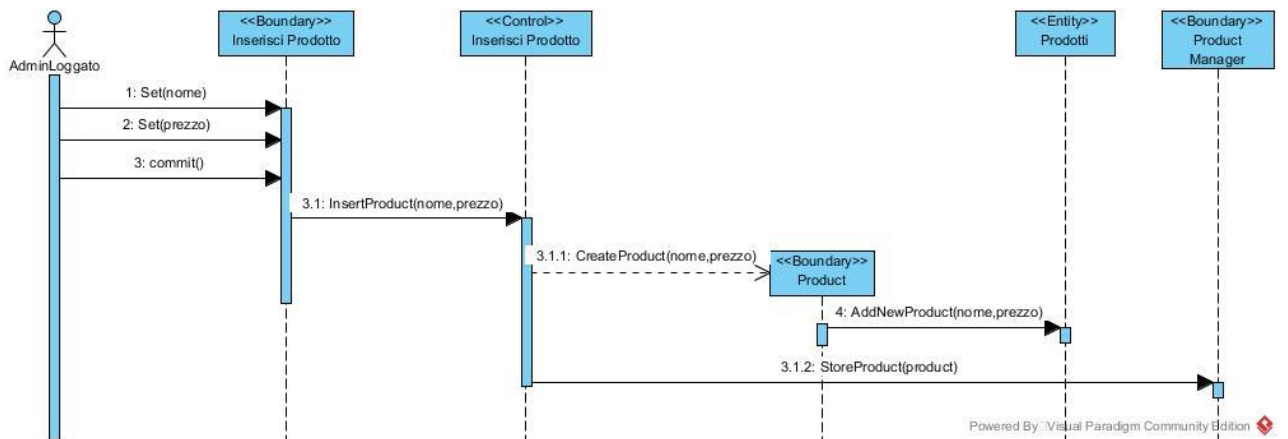 <<Boundary>>
Inserisci Prodotto
<<Control>>
Inserisci Prodotto
<<Entity>>
Prodotti
<<Boundary>>
Product
Manager
AdminLoggato
1: Set(nome)
2: Set(prezzo)
3: commit()
3.1: InsertProduct(nome,prezzo)
3.1.1: CreateProduct(nome,prezzo)
<<Boundary>>
Product
4: AddNewProduct(nome,prezzo)
3.1.2: StoreProduct(product)
Powered By Visual Paradigm Community Edition